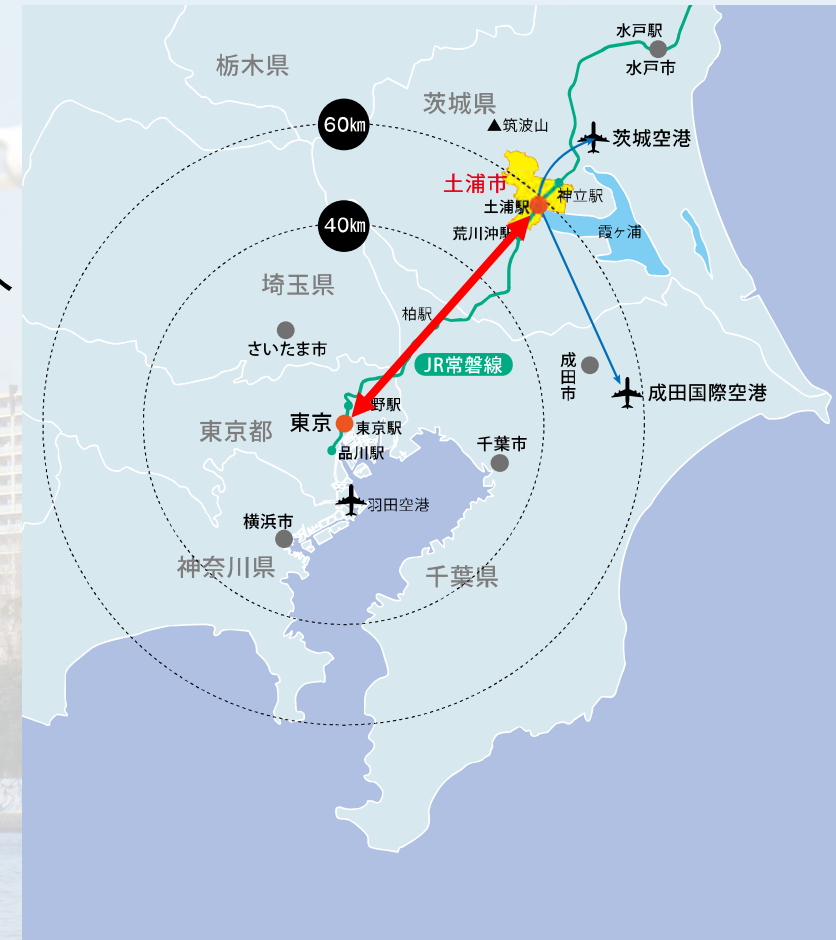 水戸駅
水戸市
栃木県
茨城県
▲筑波山
60km
茨城空港
土浦市
神立駅
土浦駅
荒川沖駅
霞ヶ浦
40km
埼玉県
柏駅
さいたま市
JR常磐線
成田市
成田国際空港
野駅
東京
東京駅
東京都
千葉市
品川駅
羽田空港
横浜市
神奈川県
千葉県